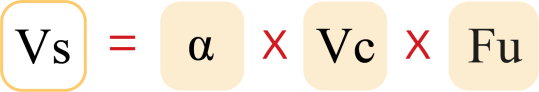 Vs = α X Vc X Fu